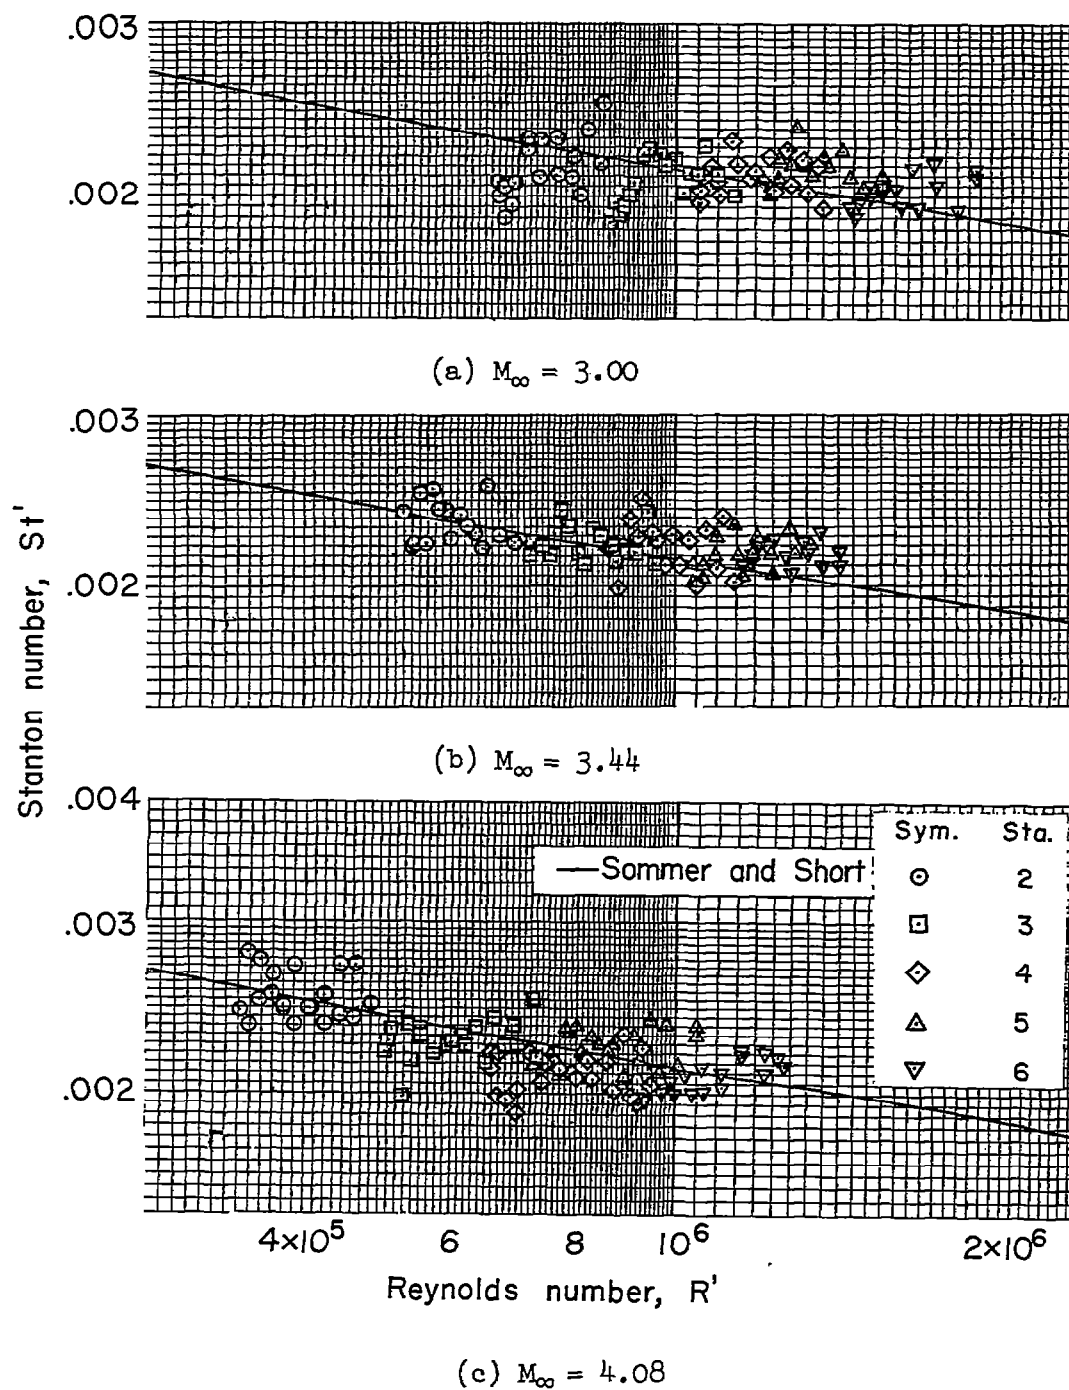 .003
.002
(a) M∞ = 3.00
.003
.002
(b) M∞ = 3.44
Stanton number, St'
.004
.003
.002
Sommer and Short
Sym. Sta.
2
3
4
5
6
4×10⁵ 6 8 10⁶ 2×10⁶
Reynolds number, R'
(c) M∞ = 4.08